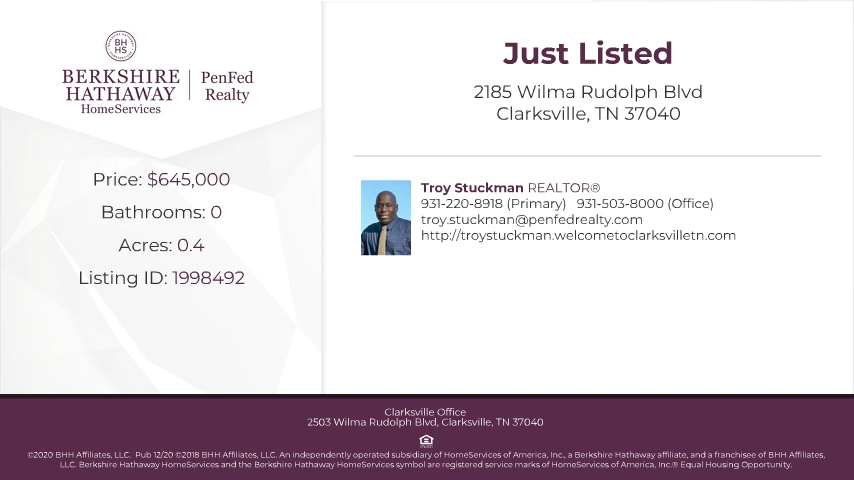 BH
HS
BERKSHIRE
HATHAWAY
HomeServices
PenFed
Realty
Price: $645,000
Bathrooms: 0
Acres: 0.4
Listing ID: 1998492
Just Listed
2185 Wilma Rudolph Blvd
Clarksville, TN 37040
Troy Stuckman REALTOR®
931-220-8918 (Primary) 931-503-8000 (Office)
troy.stuckman@penfedrealty.com
http://troystuckman.welcometoclarksvilletn.com
Clarksville Office
2503 Wilma Rudolph Blvd, Clarksville, TN 37040
©2020 BHH Affiliates, LLC. Pub 12/20 ©2018 BHH Affiliates, LLC. An independently operated subsidiary of HomeServices of America, Inc., a Berkshire Hathaway affiliate, and a franchisee of BHH Affiliates,
LLC. Berkshire Hathaway HomeServices and the Berkshire Hathaway HomeServices symbol are registered service marks of HomeServices of America, Inc.® Equal Housing Opportunity.